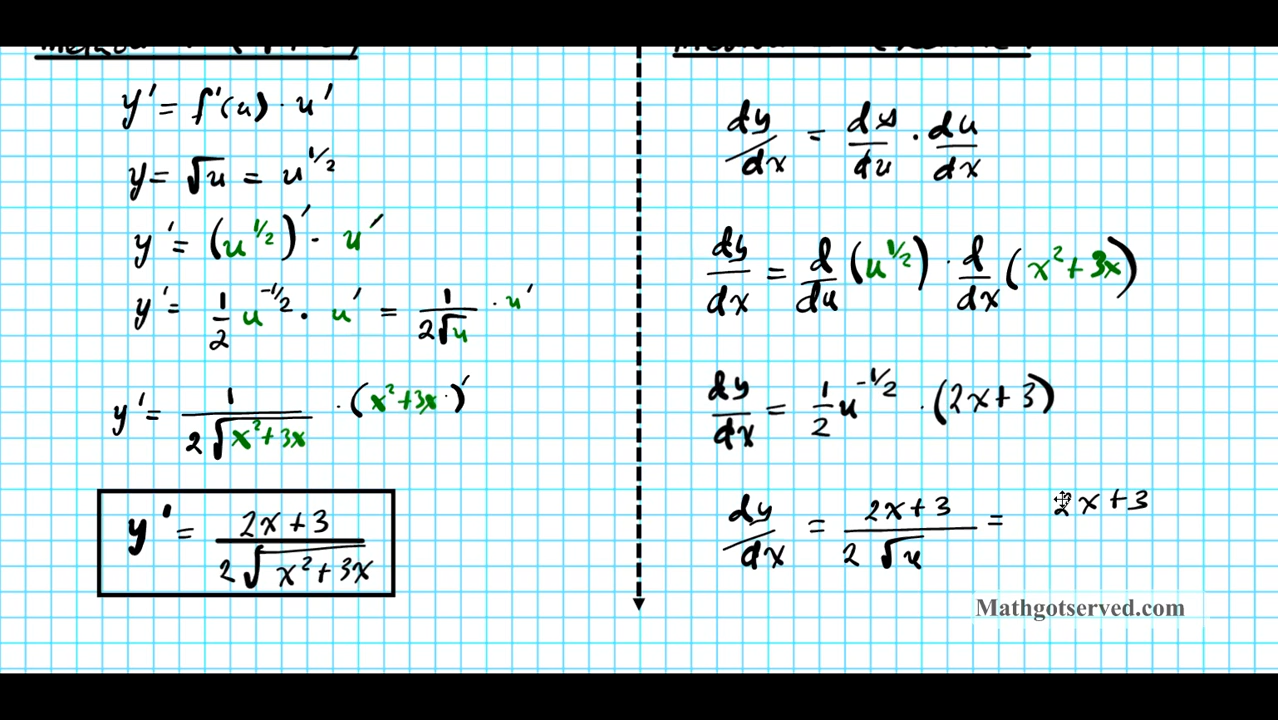 y' = f'(u) · u'
y = √u = u^1/2
y' = (u^1/2)' · u'
y' = 1/2 u^-1/2 · u' = 1/(2√u) · u'
y' = 1/(2√(x²+3x)) · (x²+3x)'
y' = (2x+3)/(2√(x²+3x))
dy/dx = dy/du · du/dx
dy/dx = d/du (u^1/2) · d/dx (x²+3x)
dy/dx = 1/2 u^-1/2 · (2x+3)
dy/dx = (2x+3)/(2√u) = 2x+3
Mathgotserved.com